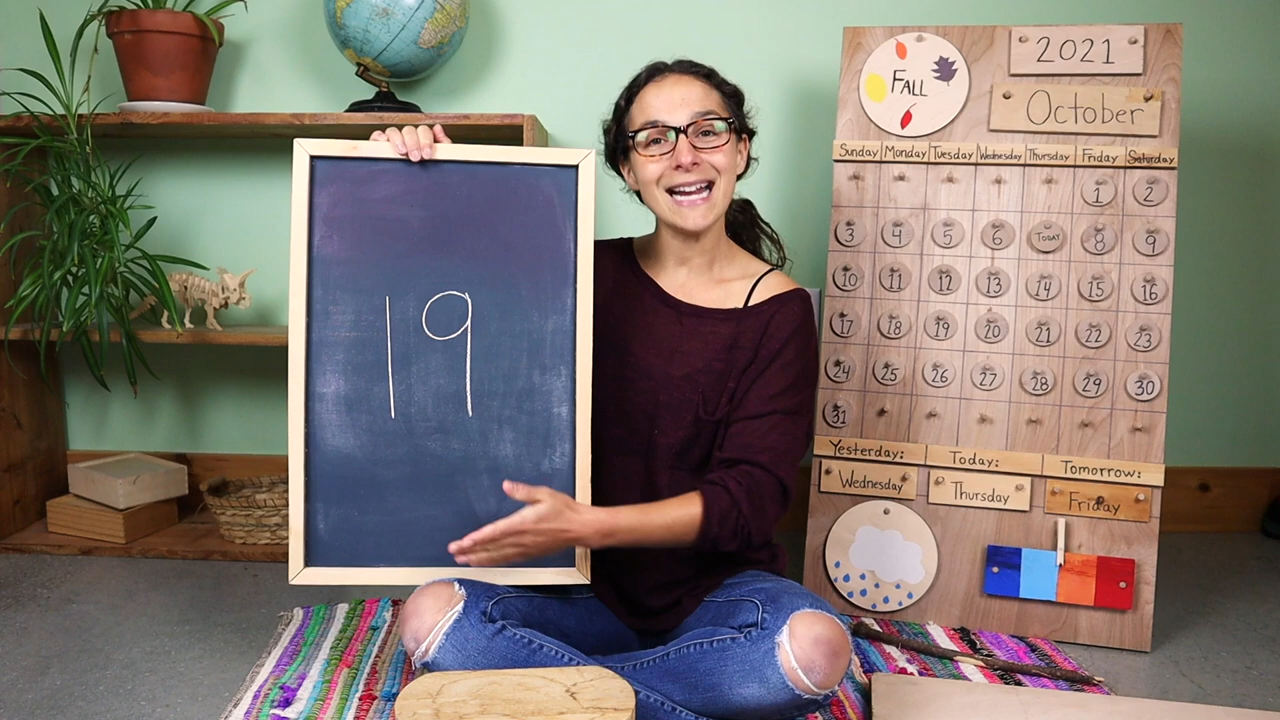 19
FALL
2021
October
Sunday Monday Tuesday Wednesday Thursday Friday Saturday
1 2
3 4 5 6 TODAY 8 9
10 11 12 13 14 15 16
17 18 19 20 21 22 23
24 25 26 27 28 29 30
31
Yesterday: Today: Tomorrow:
Wednesday Thursday Friday